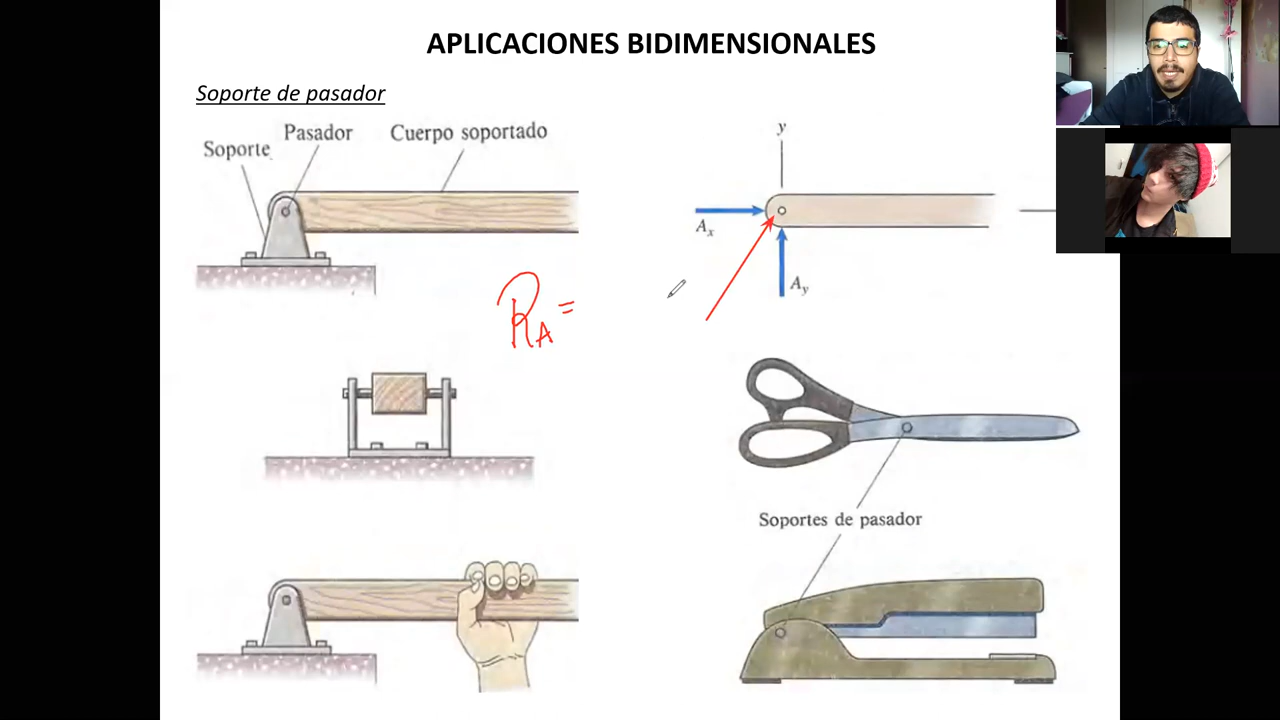 APLICACIONES BIDIMENSIONALES
Soporte de pasador
Soporte
Pasador
Cuerpo soportado
y
Ax
Ay
RA =
Soportes de pasador